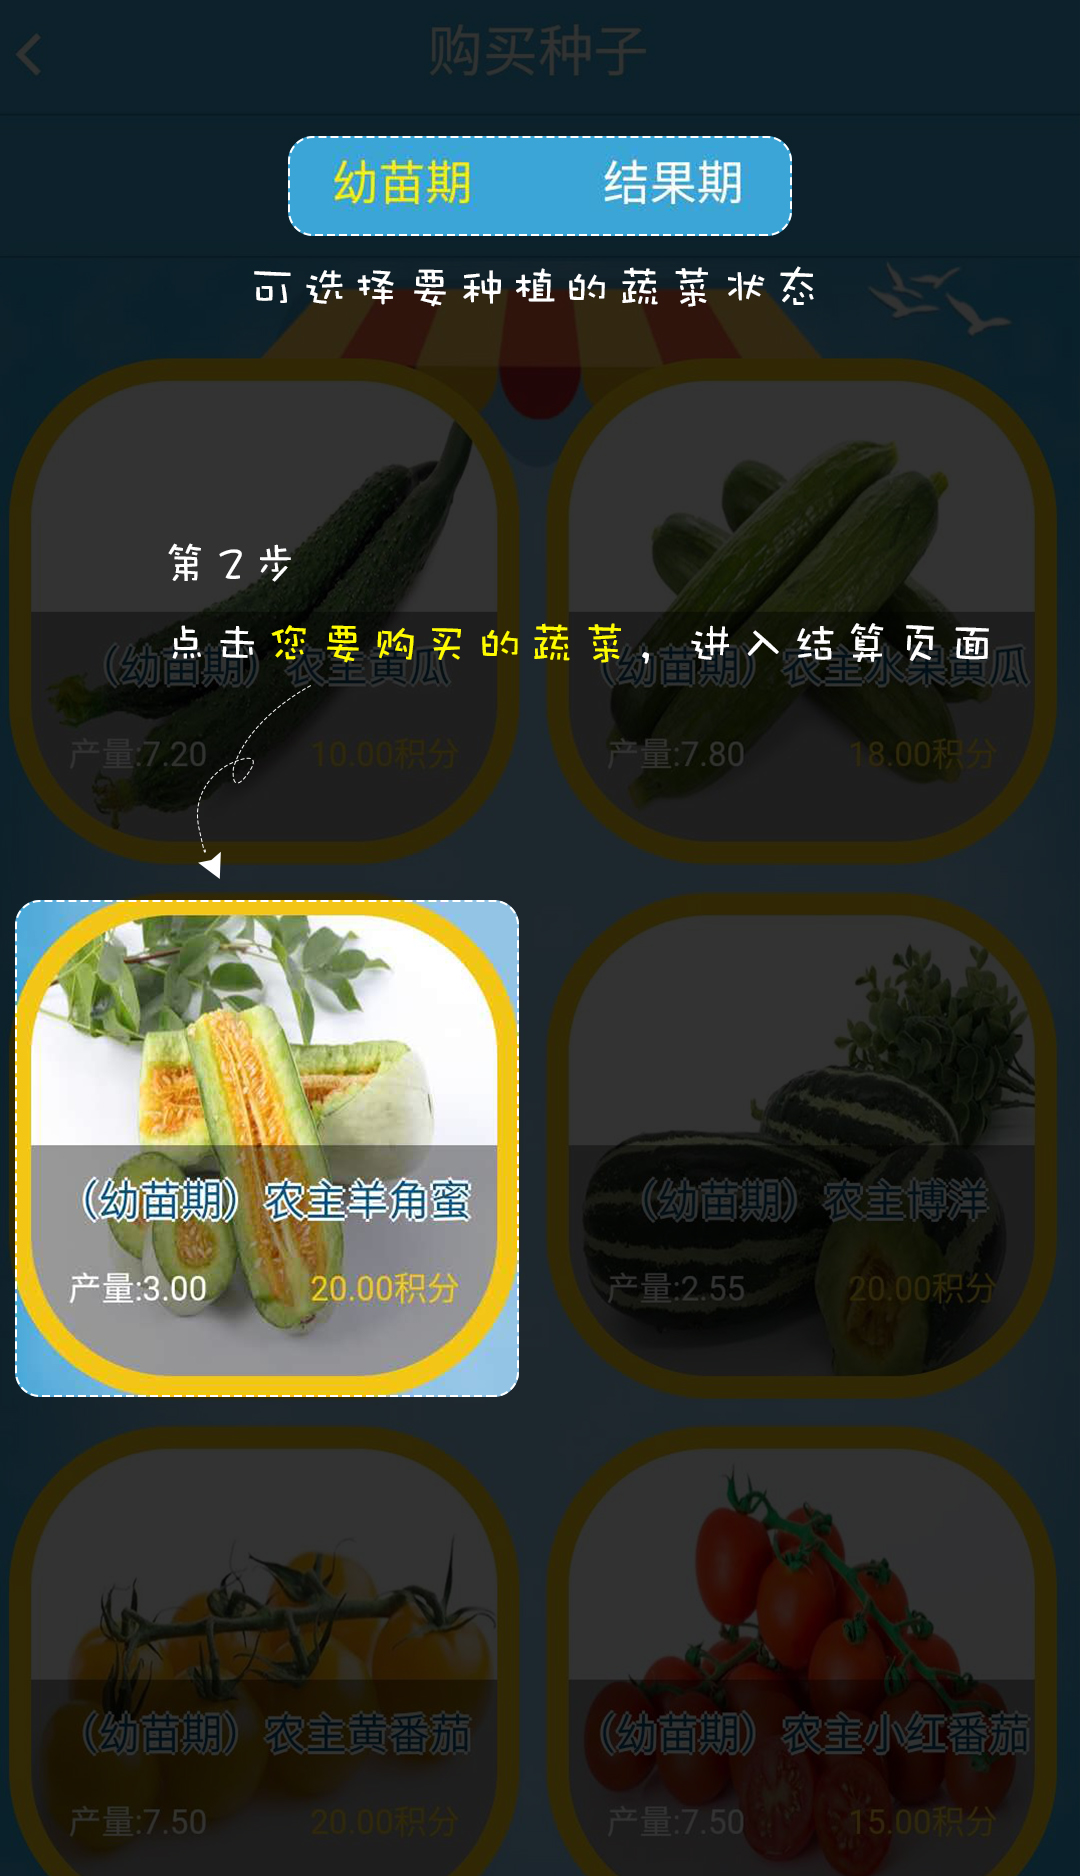 购买种子
幼苗期 结果期
可选择要种植的蔬菜状态
第2步
点击您要购买的蔬菜，进入结算页面
（幼苗期）农主黄瓜
（幼苗期）农主水果黄瓜
产量:7.20 10.00积分
产量:7.80 18.00积分
（幼苗期）农主羊角蜜
（幼苗期）农主博洋
产量:3.00 20.00积分
产量:2.55 20.00积分
（幼苗期）农主黄番茄
（幼苗期）农主小红番茄
产量:7.50 20.00积分
产量:7.50 15.00积分